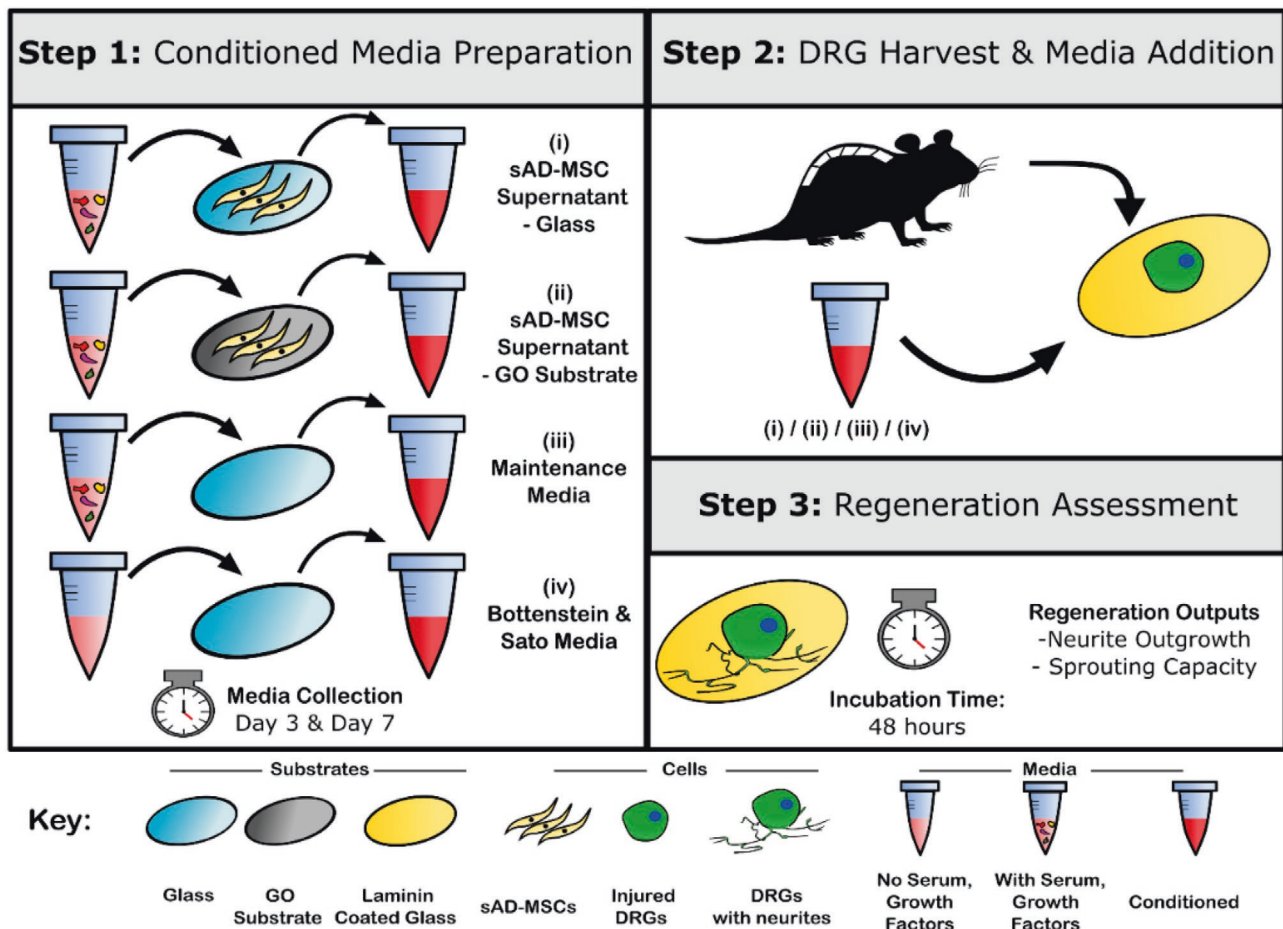 Step 1: Conditioned Media Preparation
(i)
sAD-MSC
Supernatant
- Glass
(ii)
sAD-MSC
Supernatant
- GO Substrate
(iii)
Maintenance
Media
(iv)
Bottenstein &
Sato Media
Media Collection
Day 3 & Day 7
Step 2: DRG Harvest & Media Addition
(i) / (ii) / (iii) / (iv)
Step 3: Regeneration Assessment
Incubation Time:
48 hours
Regeneration Outputs
-Neurite Outgrowth
- Sprouting Capacity
Key:
Substrates
Glass
GO
Substrate
Laminin
Coated Glass
Cells
sAD-MSCs
Injured
DRGs
DRGs
with neurites
Media
No Serum,
Growth
Factors
With Serum,
Growth
Factors
Conditioned